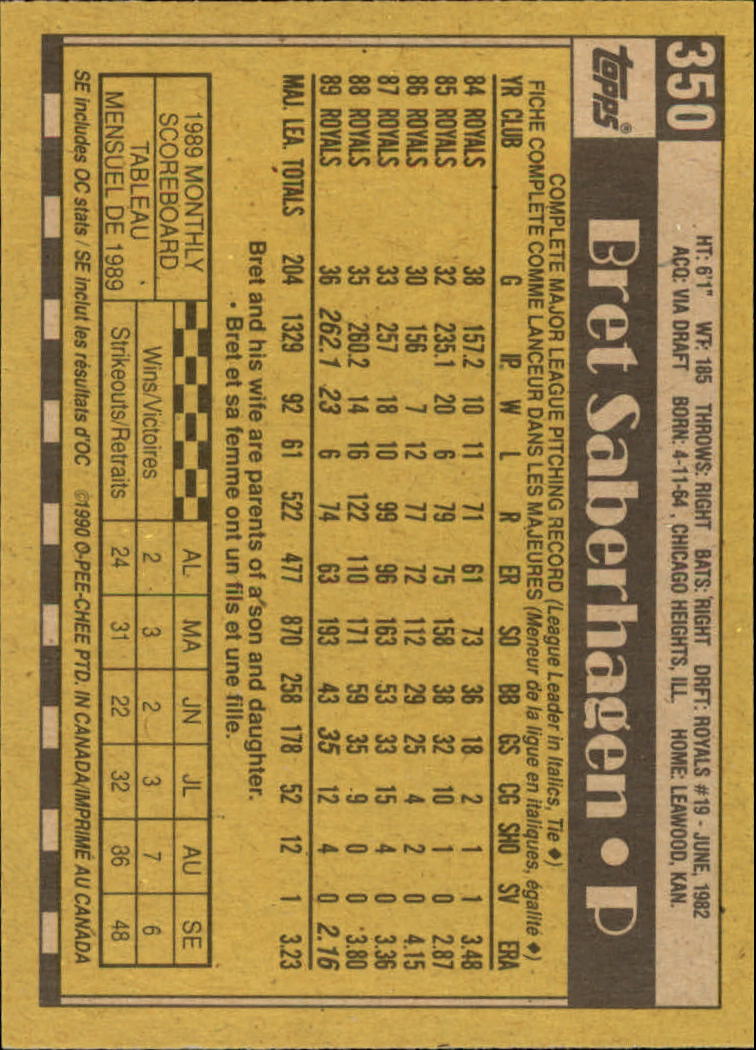 350
HT: 6'1" WT: 185 THROWS: RIGHT BATS: RIGHT DRFT: ROYALS #19 - JUNE, 1982
ACQ: VIA DRAFT BORN: 4-11-64, CHICAGO HEIGHTS, ILL. HOME: LEAWOOD, KAN.
topps® Bret Saberhagen • P
COMPLETE MAJOR LEAGUE PITCHING RECORD (League Leader in Italics, Tie ♦)
FICHE COMPLÈTE COMME LANCEUR DANS LES MAJEURES (Meneur de la ligue en italiques, égalité ♦)
YR CLUB G IP. W L R ER SO BB GS CG SHO SV ERA
84 ROYALS 38 157.2 10 11 71 61 73 36 18 2 1 1 3.48
85 ROYALS 32 235.1 20 6 79 75 158 38 32 10 1 0 2.87
86 ROYALS 30 156 7 12 77 72 112 29 25 4 2 0 4.15
87 ROYALS 33 257 18 10 99 96 163 53 33 15 4 0 3.36
88 ROYALS 35 260.2 14 16 122 110 171 59 35 9 0 0 3.80
89 ROYALS 36 262.1 23 6 74 63 193 43 35 12 4 0 2.16
MAJ. LEA. TOTALS 204 1329 92 61 522 477 870 258 178 52 12 1 3.23
Bret and his wife are parents of a son and daughter.
• Bret et sa femme ont un fils et une fille.
1989 MONTHLY SCOREBOARD
TABLEAU MENSUEL DE 1989
AL MA JN JL AU SE
Wins/Victoires 2 3 2 3 7 6
Strikeouts/Retraits 24 31 22 32 36 48
SE includes OC stats / SE inclut les résultats d'OC ©1990 O-PEE-CHEE PTD. IN CANADA/IMPRIMÉ AU CANADA